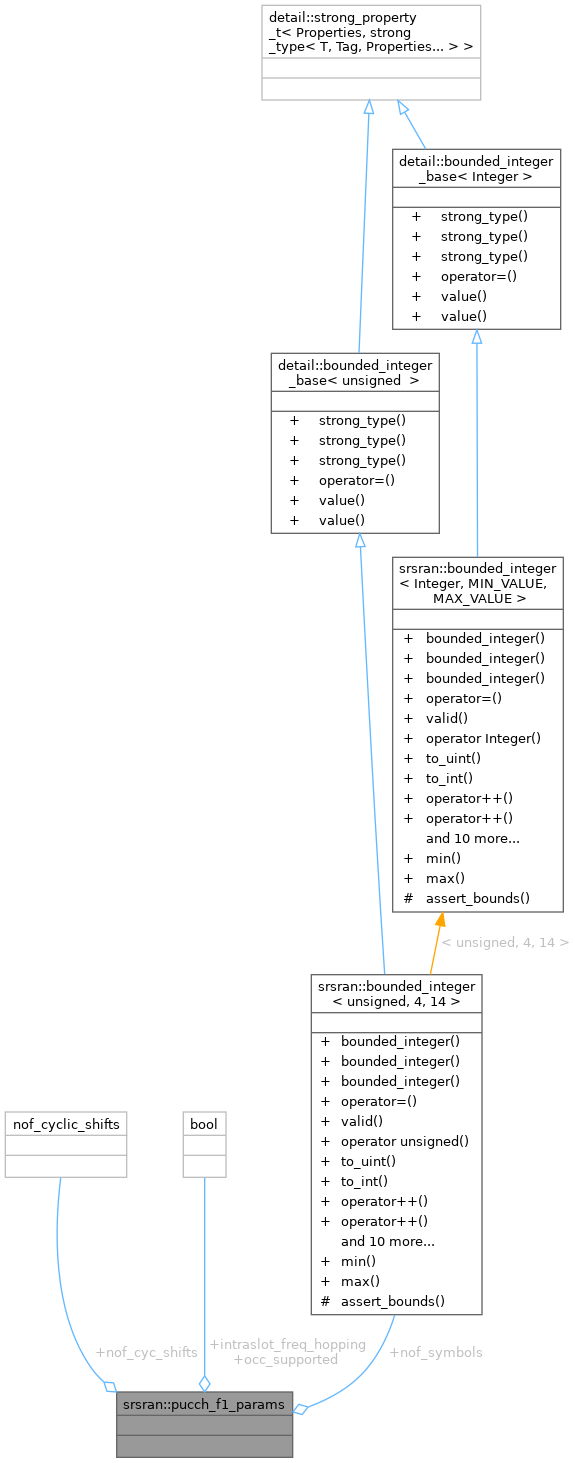 detail::strong_property
_t< Properties, strong
_type< T, Tag, Properties... > >
detail::bounded_integer
_base< Integer >
+ strong_type()
+ strong_type()
+ strong_type()
+ operator=()
+ value()
+ value()
detail::bounded_integer
_base< unsigned >
+ strong_type()
+ strong_type()
+ strong_type()
+ operator=()
+ value()
+ value()
srsran::bounded_integer
< Integer, MIN_VALUE,
MAX_VALUE >
+ bounded_integer()
+ bounded_integer()
+ bounded_integer()
+ operator=()
+ valid()
+ operator Integer()
+ to_uint()
+ to_int()
+ operator++()
+ operator++()
and 10 more...
+ min()
+ max()
# assert_bounds()
< unsigned, 4, 14 >
srsran::bounded_integer
< unsigned, 4, 14 >
+ bounded_integer()
+ bounded_integer()
+ bounded_integer()
+ operator=()
+ valid()
+ operator unsigned()
+ to_uint()
+ to_int()
+ operator++()
+ operator++()
and 10 more...
+ min()
+ max()
# assert_bounds()
nof_cyclic_shifts
bool
+nof_cyc_shifts
+intraslot_freq_hopping
+occ_supported
+nof_symbols
srsran::pucch_f1_params